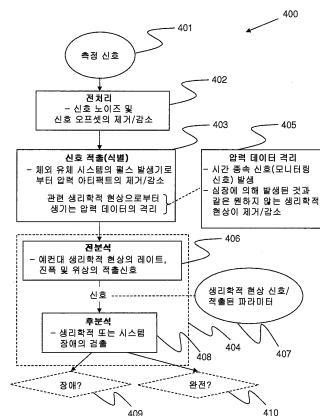 400
401
측정 신호
402
전처리
- 신호 노이즈 및
신호 오프셋의 제거/감소
403
신호 적출(식별)
- 체외 유체 시스템의 펄스 발생기로
부터 압력 아티팩트의 제거/감소
관련 생리학적 현상으로부터
생기는 압력 데이터의 격리
405
압력 데이터 격리
- 시간 종속 신호(모니터링
신호) 발생
- 심장에 의해 발생된 것과
같은 원하지 않는 생리학적
현상이 제거/감소
406
전분석
- 예컨대 생리학적 현상의 레이트,
진폭 및 위상의 적출신호
신호
생리학적 현상 신호/
적출된 파라미터
407
후분석
- 생리학적 또는 시스템
장애의 검출
408
404
장애?
409
완전?
410